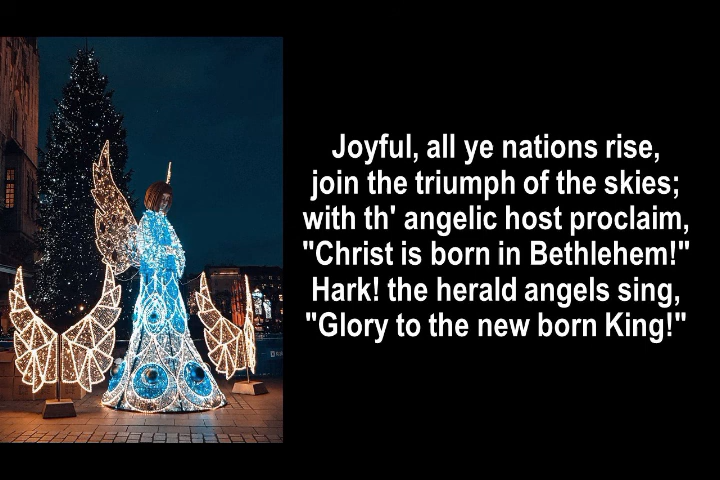 Joyful, all ye nations rise,
join the triumph of the skies;
with th' angelic host proclaim,
"Christ is born in Bethlehem!"
Hark! the herald angels sing,
"Glory to the new born King!"